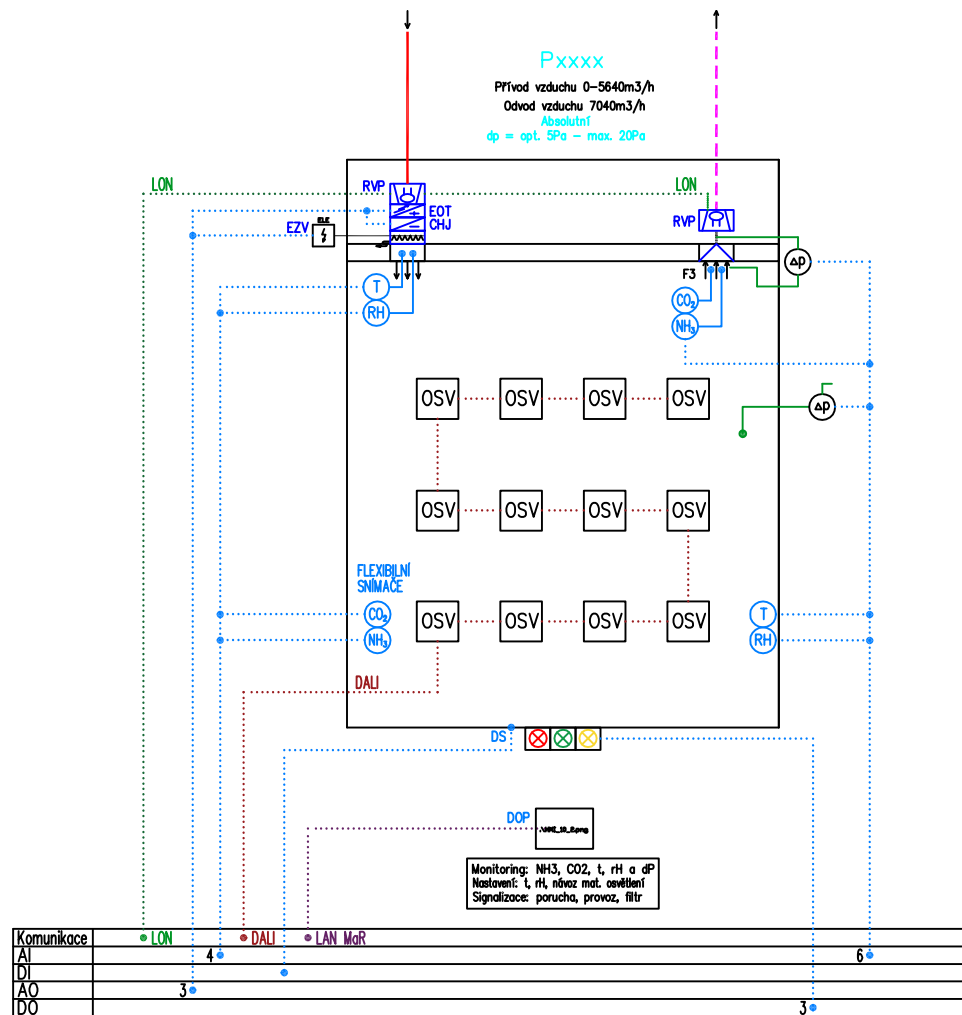 Pxxxx
Přívod vzduchu 0-5640m3/h
Odvod vzduchu 7040m3/h
Absolutní
dp = opt. 5Pa - max. 20Pa
LON
RVP
LON
EOT
RVP
EZV
ELE
CHJ
Δp
F3
T
CO₂
RH
NH₃
OSV OSV OSV OSV
Δp
OSV OSV OSV OSV
FLEXIBILNÍ
SNÍMAČE
CO₂
OSV OSV OSV OSV
T
NH₃
RH
DALI
DS
DOP
Monitoring: NH3, CO2, t, rH a dP
Nastavení: t, rH, návoz mat. osvětlení
Signalizace: porucha, provoz, filtr
Komunikace LON DALI LAN MaR
AI 4 6
DI
AO 3
DO 3